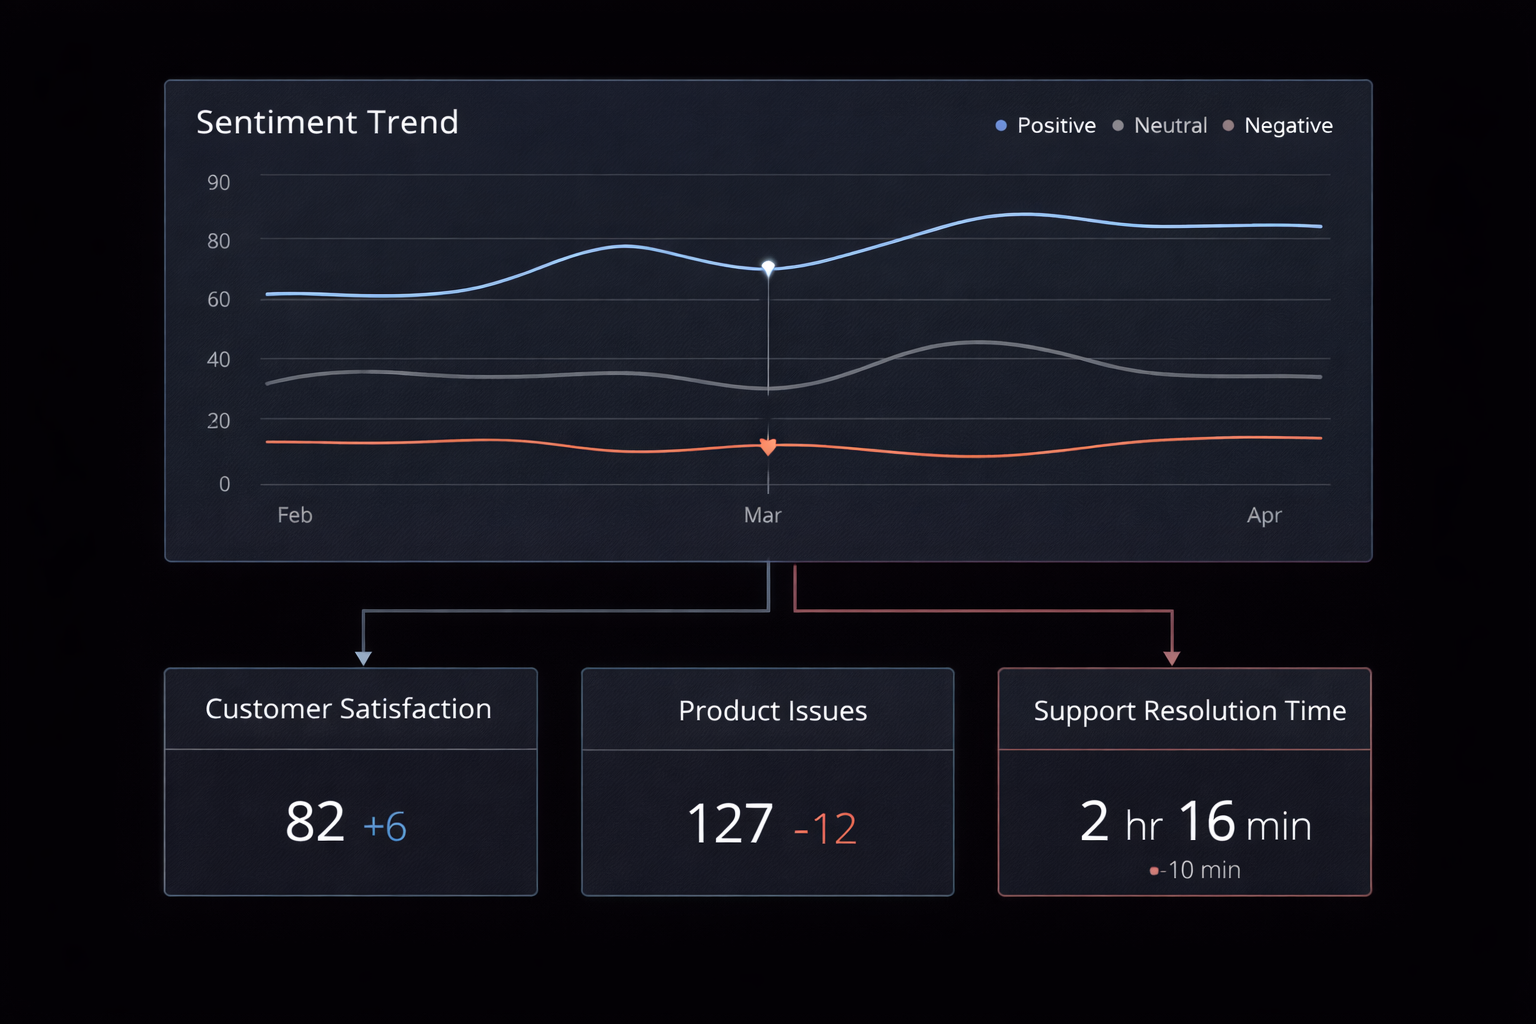 Sentiment Trend
Positive Neutral Negative
90
80
60
40
20
0
Feb Mar Apr
Customer Satisfaction
82 +6
Product Issues
127 -12
Support Resolution Time
2 hr 16 min
-10 min